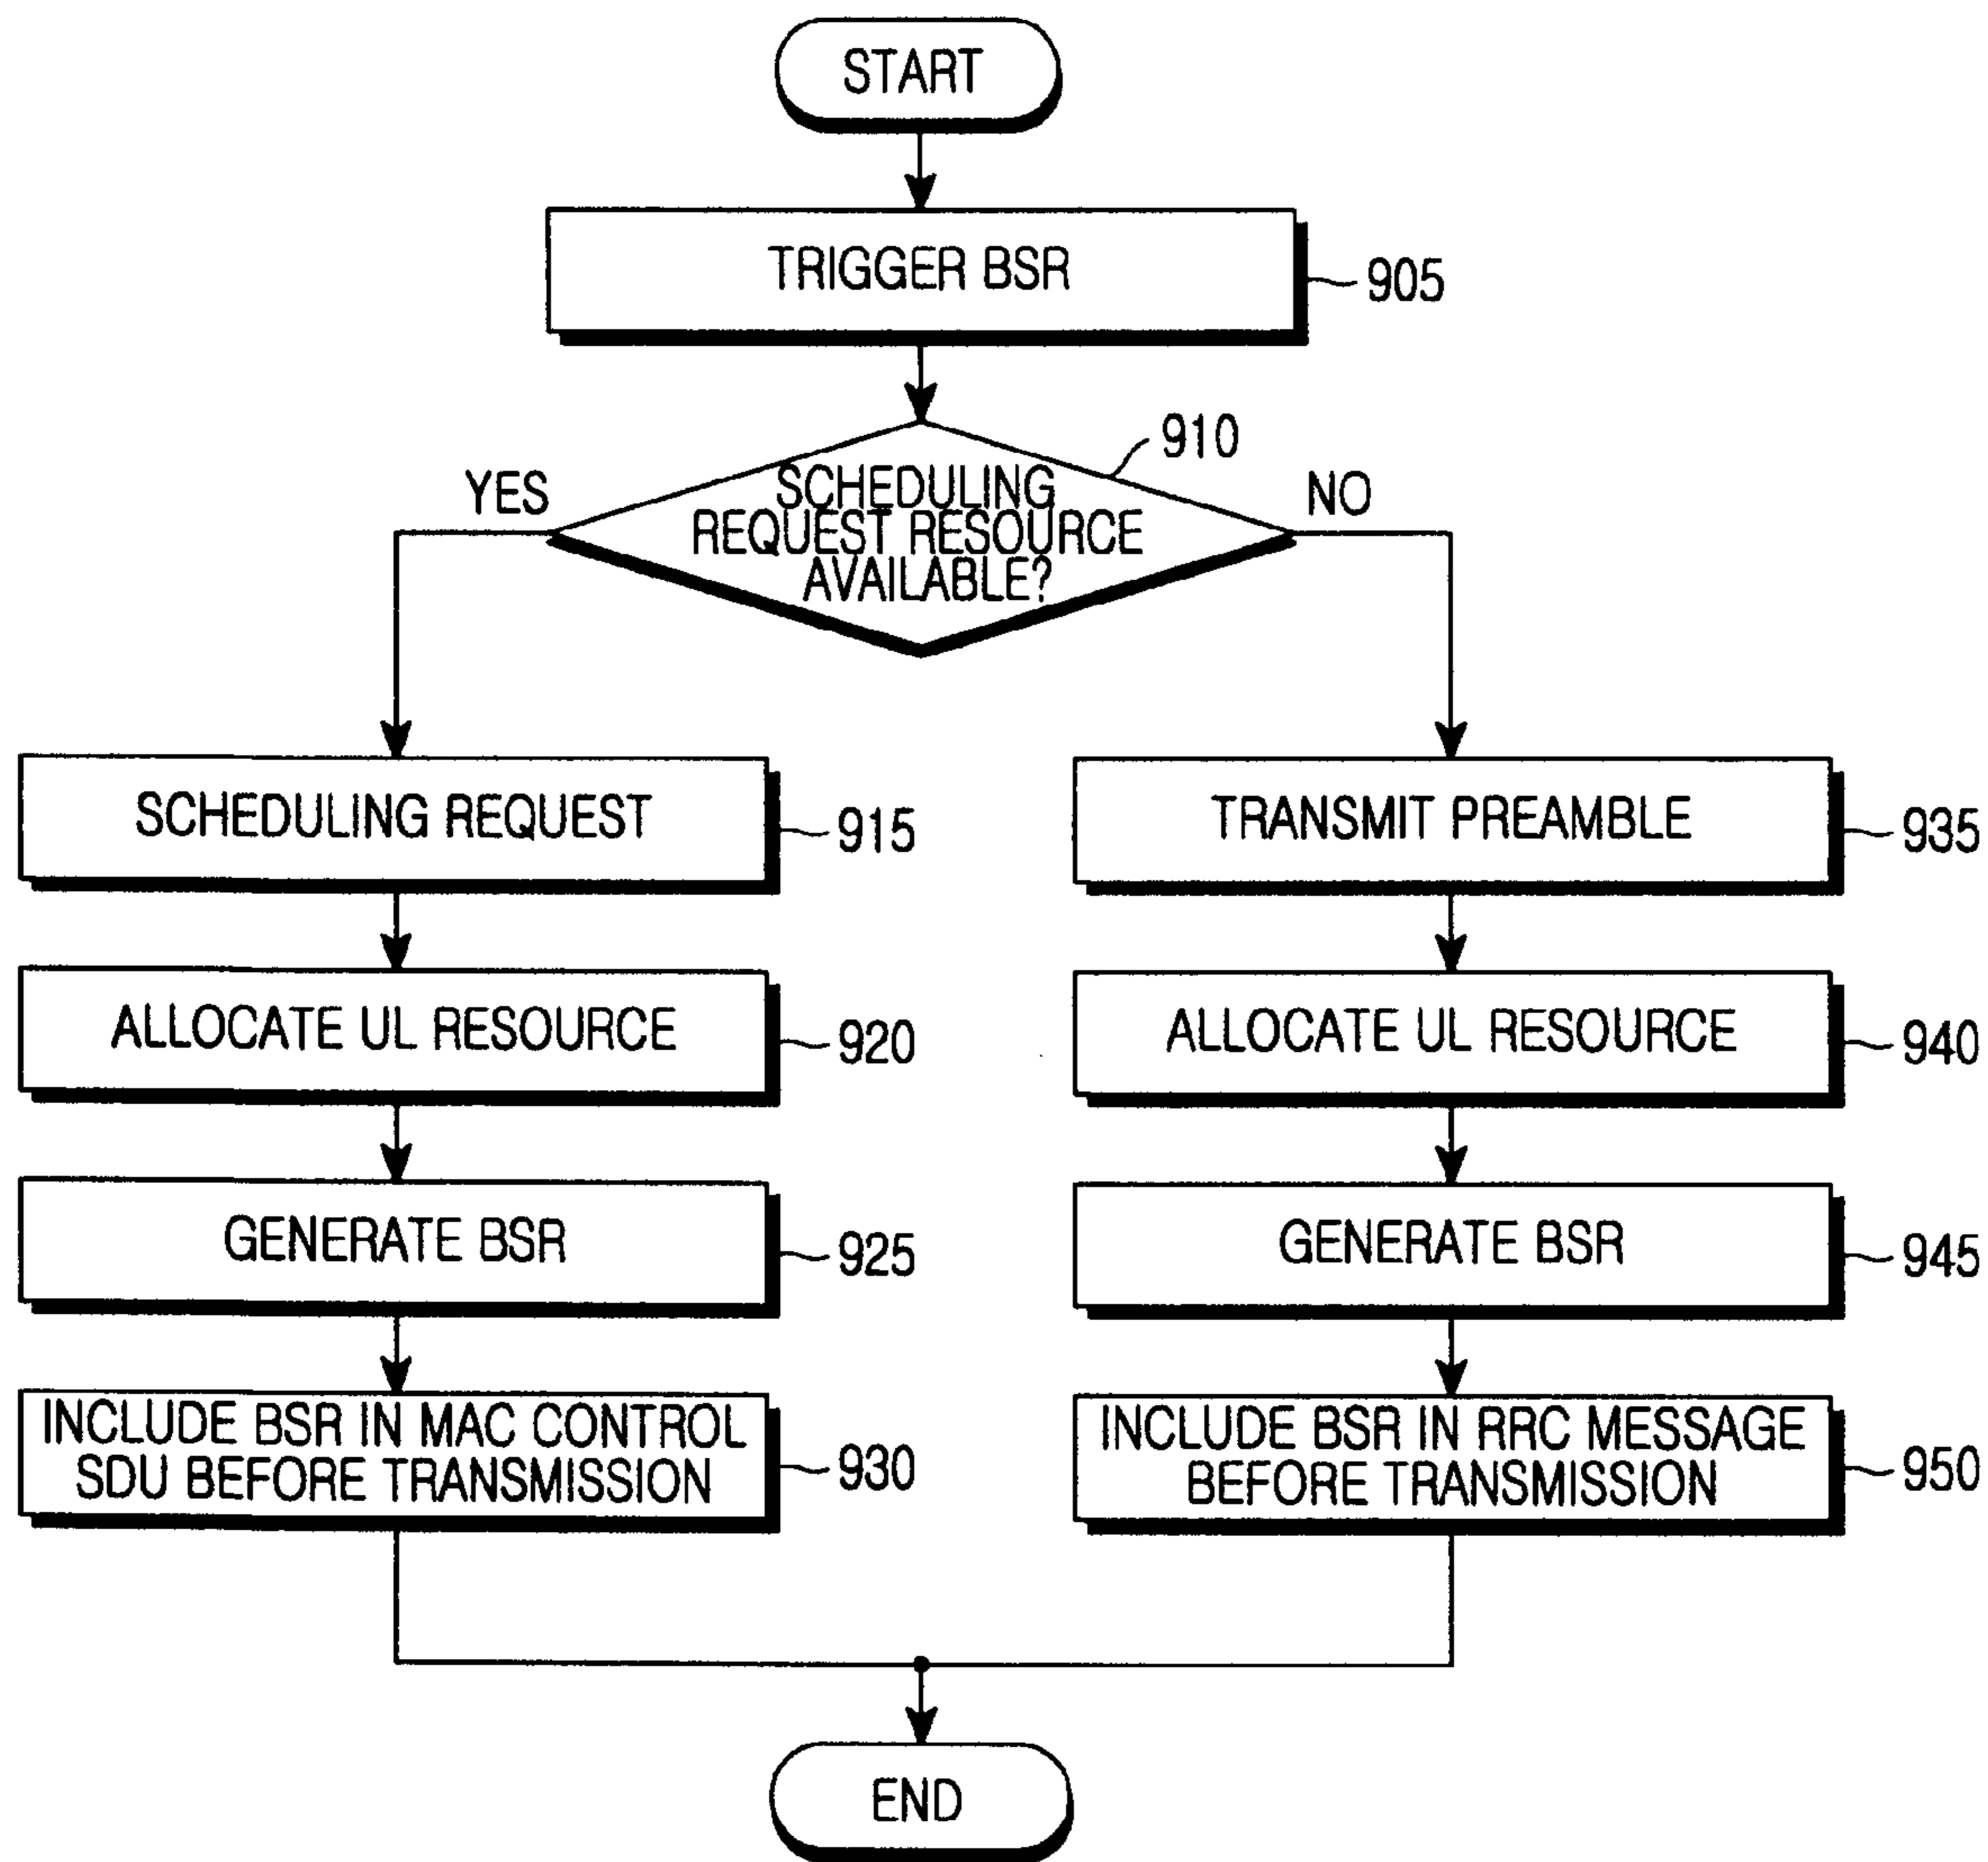 START
TRIGGER BSR
905
910
YES
SCHEDULING
REQUEST RESOURCE
AVAILABLE?
NO
SCHEDULING REQUEST
915
TRANSMIT PREAMBLE
935
ALLOCATE UL RESOURCE
920
ALLOCATE UL RESOURCE
940
GENERATE BSR
925
GENERATE BSR
945
INCLUDE BSR IN MAC CONTROL
SDU BEFORE TRANSMISSION
930
INCLUDE BSR IN RRC MESSAGE
BEFORE TRANSMISSION
950
END